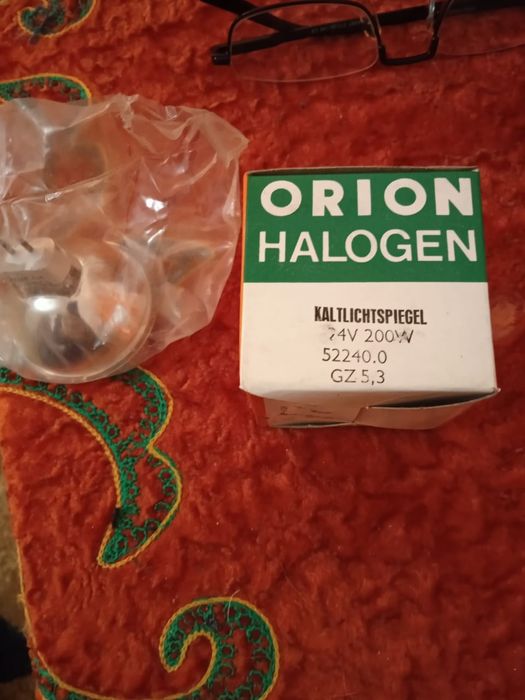 ORION
HALOGEN
KALTLICHTSPIEGEL
24V 200W
52240.0
GZ 5,3